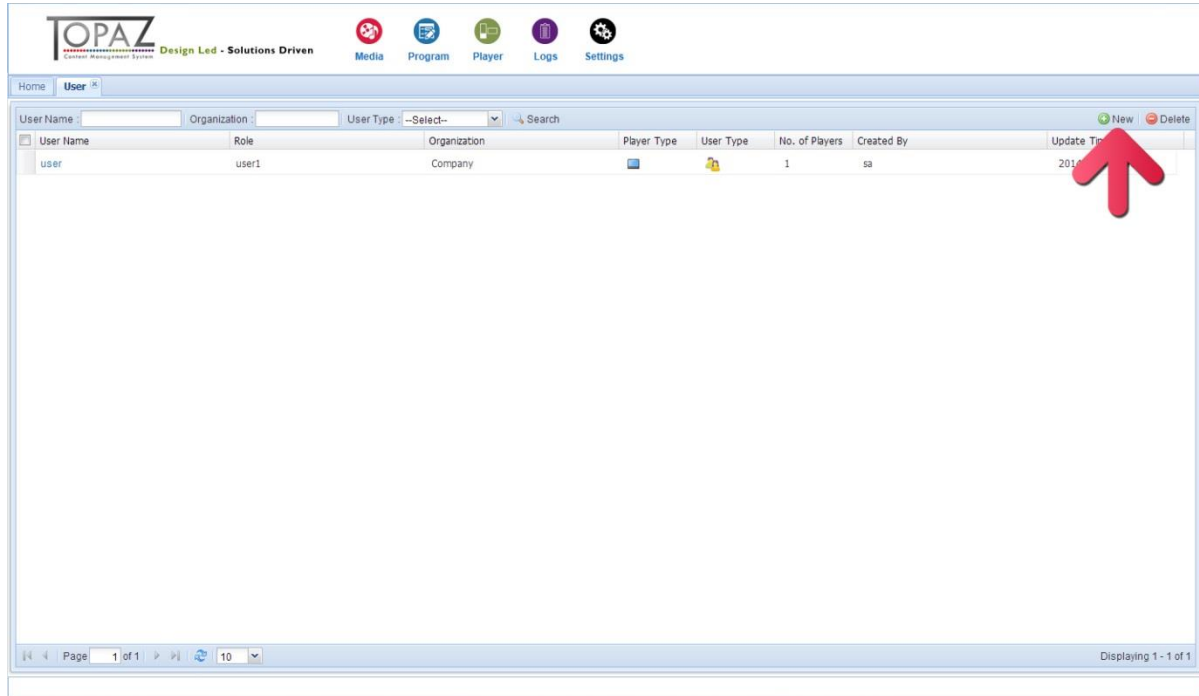 TOPAZ
Content Management System
Design Led - Solutions Driven
Media Program Player Logs Settings
Home User
User Name : Organization : User Type : --Select-- Search New Delete
User Name Role Organization Player Type User Type No. of Players Created By Update
user user1 Company 1 sa
Page 1 of 1 10 Displaying 1 - 1 of 1